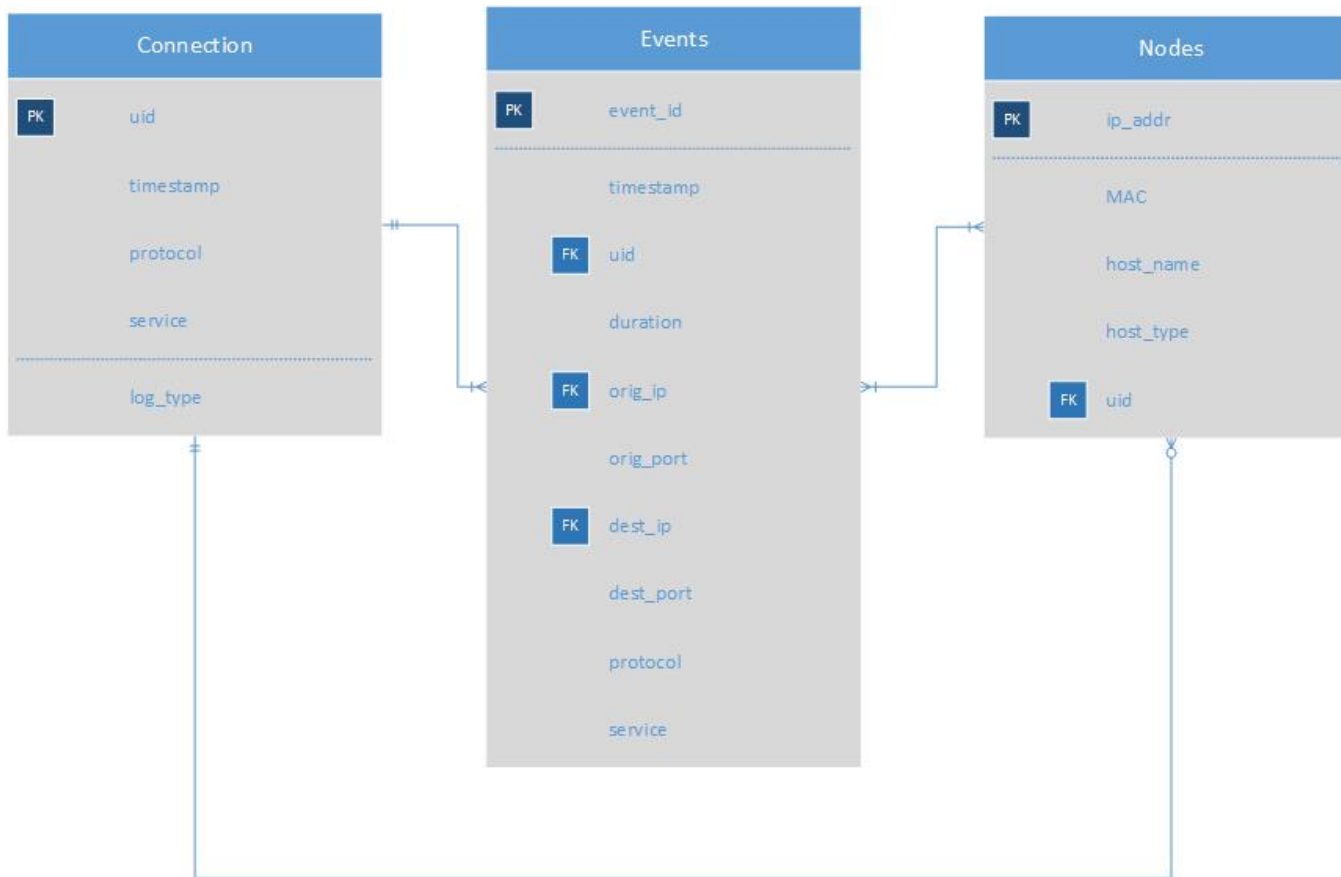 Connection
PK uid
timestamp
protocol
service
log_type
Events
PK event_id
timestamp
FK uid
duration
FK orig_ip
orig_port
FK dest_ip
dest_port
protocol
service
Nodes
PK ip_addr
MAC
host_name
host_type
FK uid